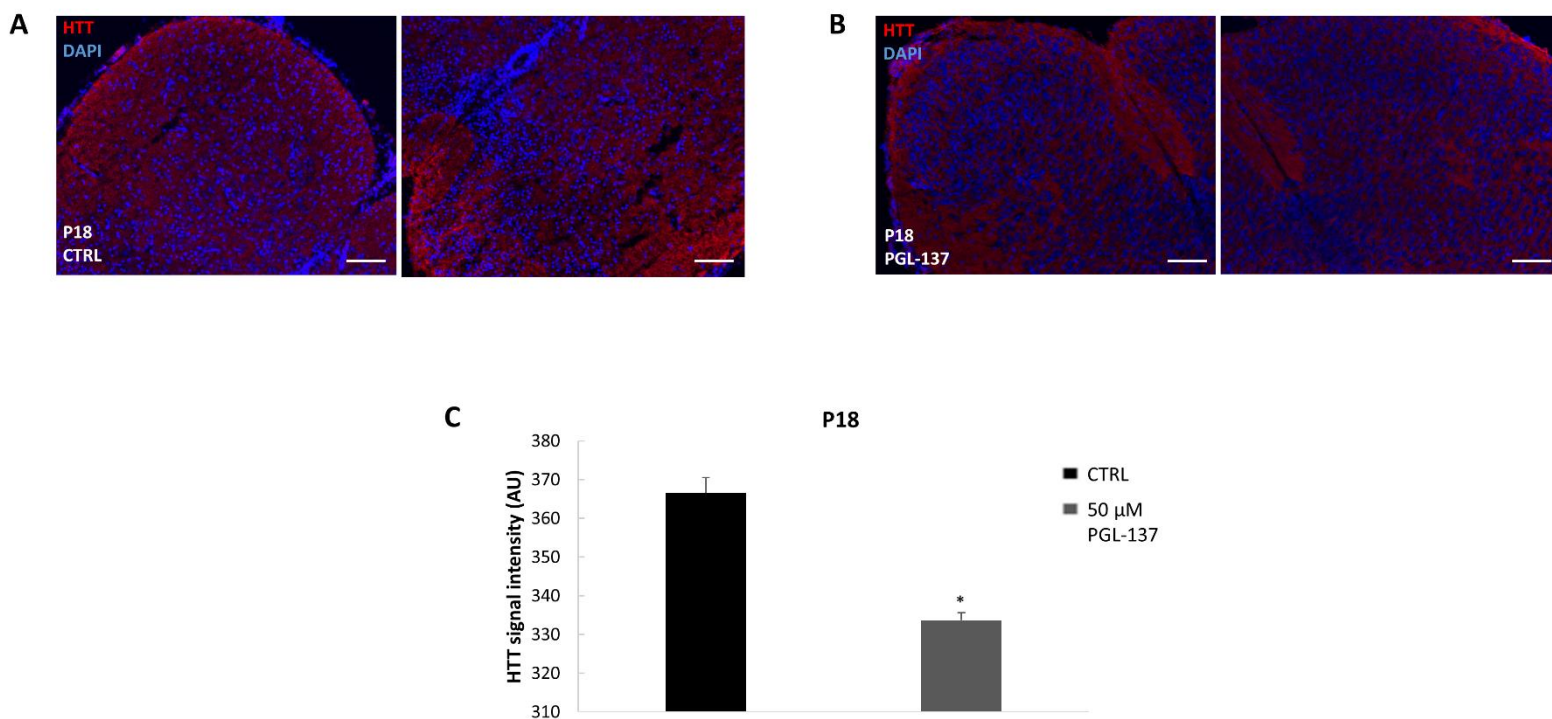 A
HTT
DAPI
P18
CTRL
B
HTT
DAPI
P18
PGL-137
C
P18
HTT signal intensity (AU)
380
370
360
350
340
330
320
310
*
CTRL
50 µM
PGL-137